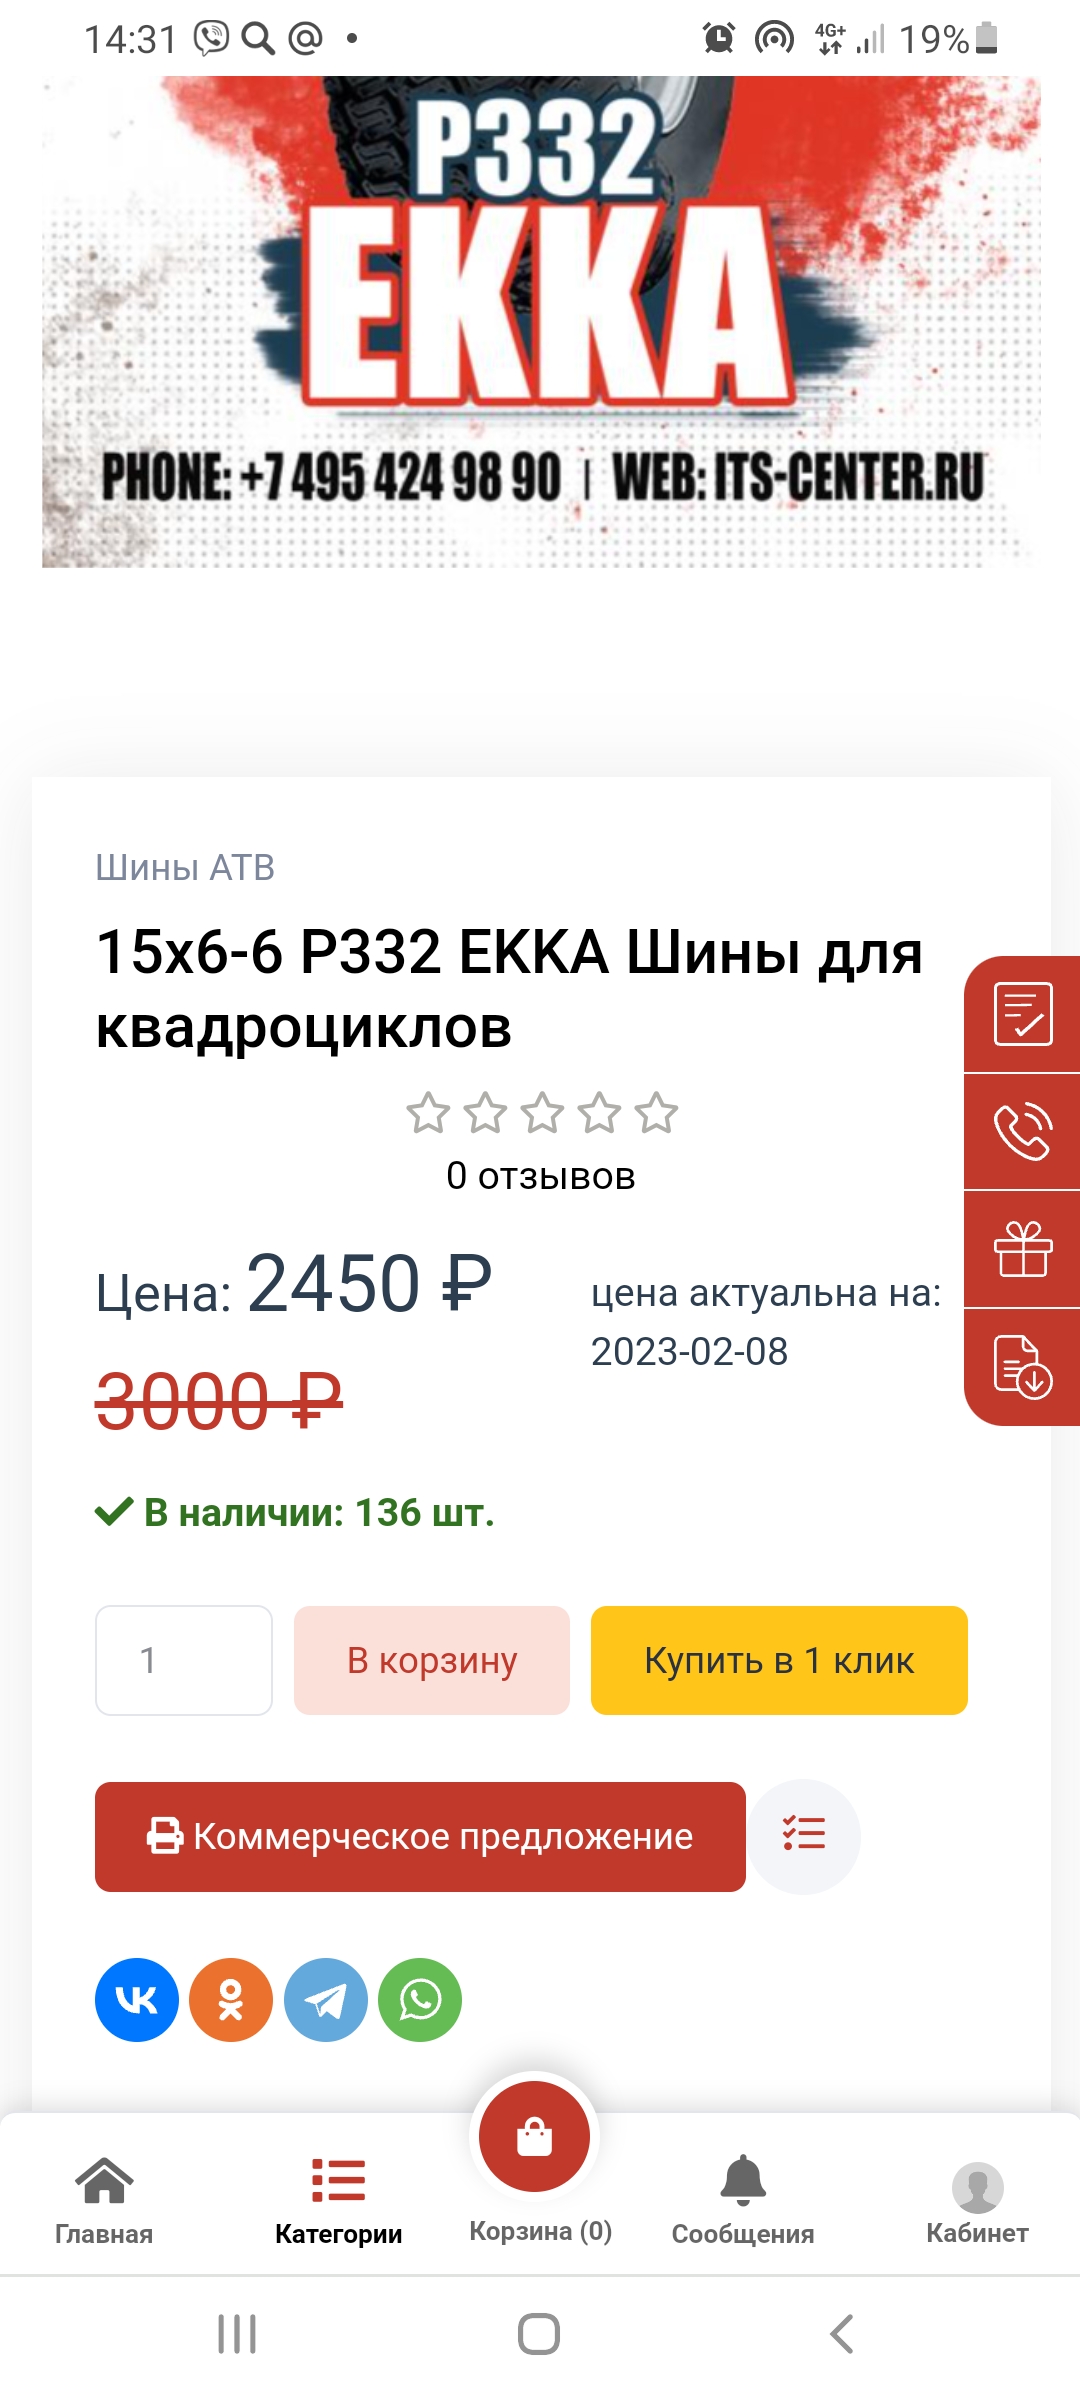 14:31
4G+
19%
P332
EKKA
PHONE: +7 495 424 98 90 | WEB: ITS-CENTER.RU
Шины АТВ
15x6-6 P332 EKKA Шины для
квадроциклов
0 отзывов
Цена: 2450 ₽
3000 ₽
цена актуальна на:
2023-02-08
В наличии: 136 шт.
1
В корзину
Купить в 1 клик
Коммерческое предложение
Главная
Категории
Корзина (0)
Сообщения
Кабинет